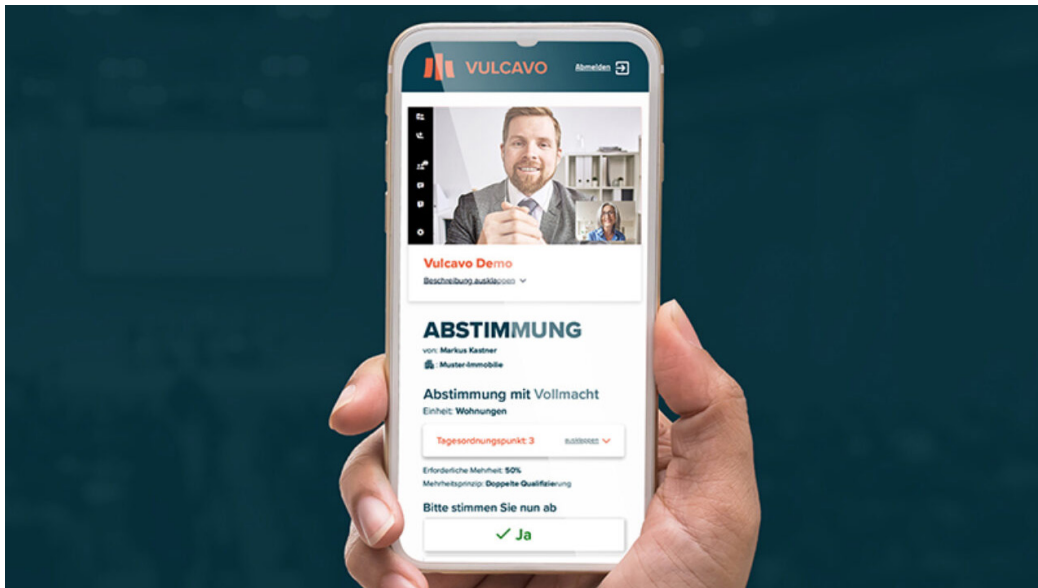 VULCAVO
Abmelden
Vulcavo Demo
Beschreibung ausklappen
ABSTIMMUNG
von: Markus Kastner
: Muster-Immobilie
Abstimmung mit Vollmacht
Einheit: Wohnungen
Tagesordnungspunkt: 3
ausklappen
Erforderliche Mehrheit: 50%
Mehrheitsprinzip: Doppelte Qualifizierung
Bitte stimmen Sie nun ab
Ja